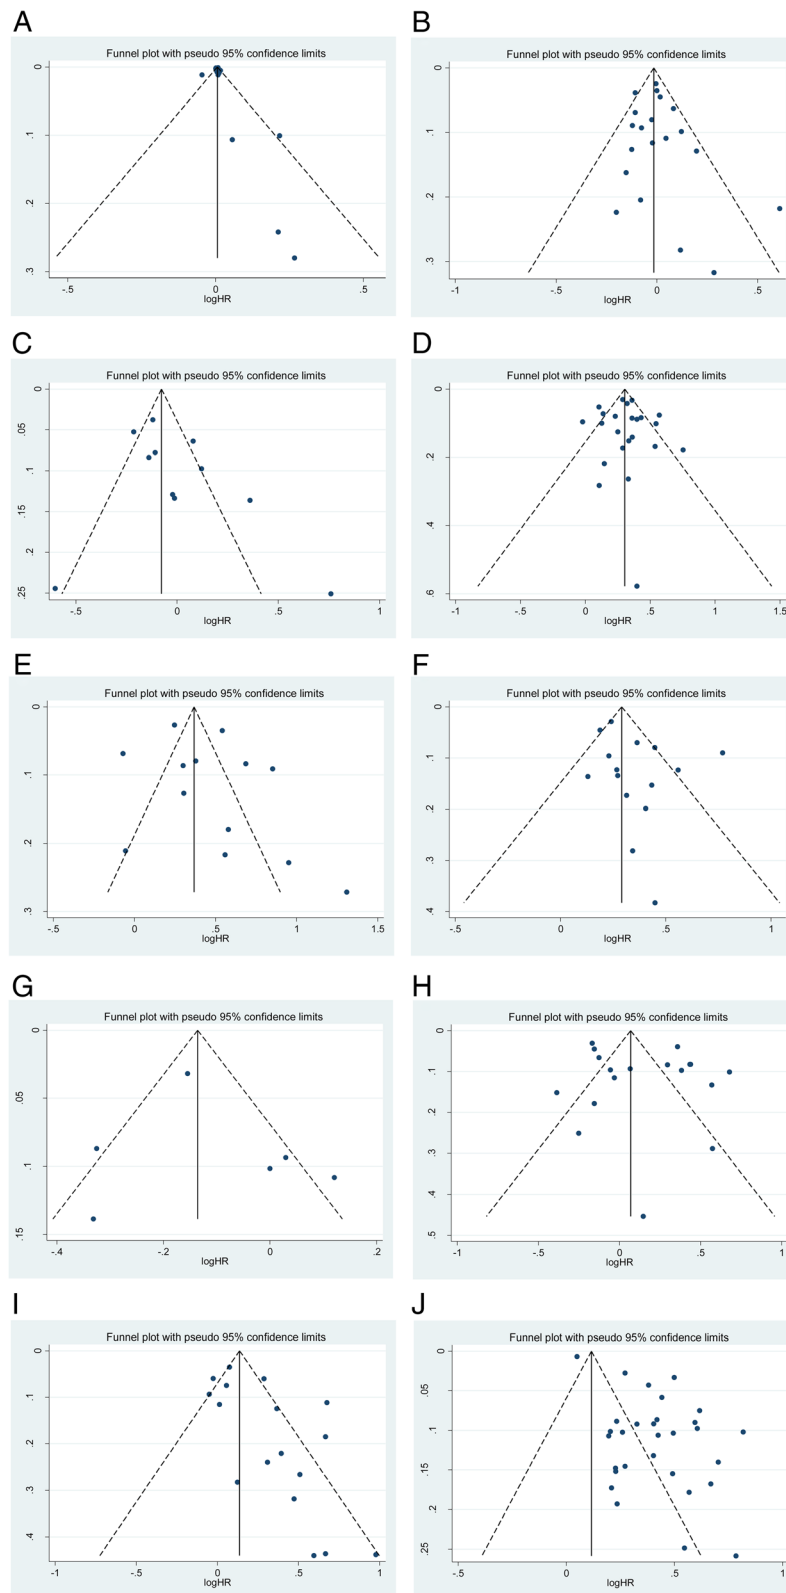 A
Funnel plot with pseudo 95% confidence limits
0
.1
.2
.3
-.5 0 .5
logHR
B
Funnel plot with pseudo 95% confidence limits
0
.1
.2
.3
-1 -.5 0 .5
logHR
C
Funnel plot with pseudo 95% confidence limits
0
.05
.1
.15
.2
.25
-.5 0 .5 1
logHR
D
Funnel plot with pseudo 95% confidence limits
0
.2
.4
.6
-1 -.5 0 .5 1 1.5
logHR
E
Funnel plot with pseudo 95% confidence limits
0
.1
.2
.3
-.5 0 .5 1 1.5
logHR
F
Funnel plot with pseudo 95% confidence limits
0
.1
.2
.3
.4
-.5 0 .5 1
logHR
G
Funnel plot with pseudo 95% confidence limits
0
.05
.1
.15
-.4 -.2 0 .2
logHR
H
Funnel plot with pseudo 95% confidence limits
0
.1
.2
.3
.4
.5
-1 -.5 0 .5 1
logHR
I
Funnel plot with pseudo 95% confidence limits
0
.1
.2
.3
.4
-1 -.5 0 .5 1
logHR
J
Funnel plot with pseudo 95% confidence limits
0
.05
.1
.15
.2
.25
-.5 0 .5 1
logHR